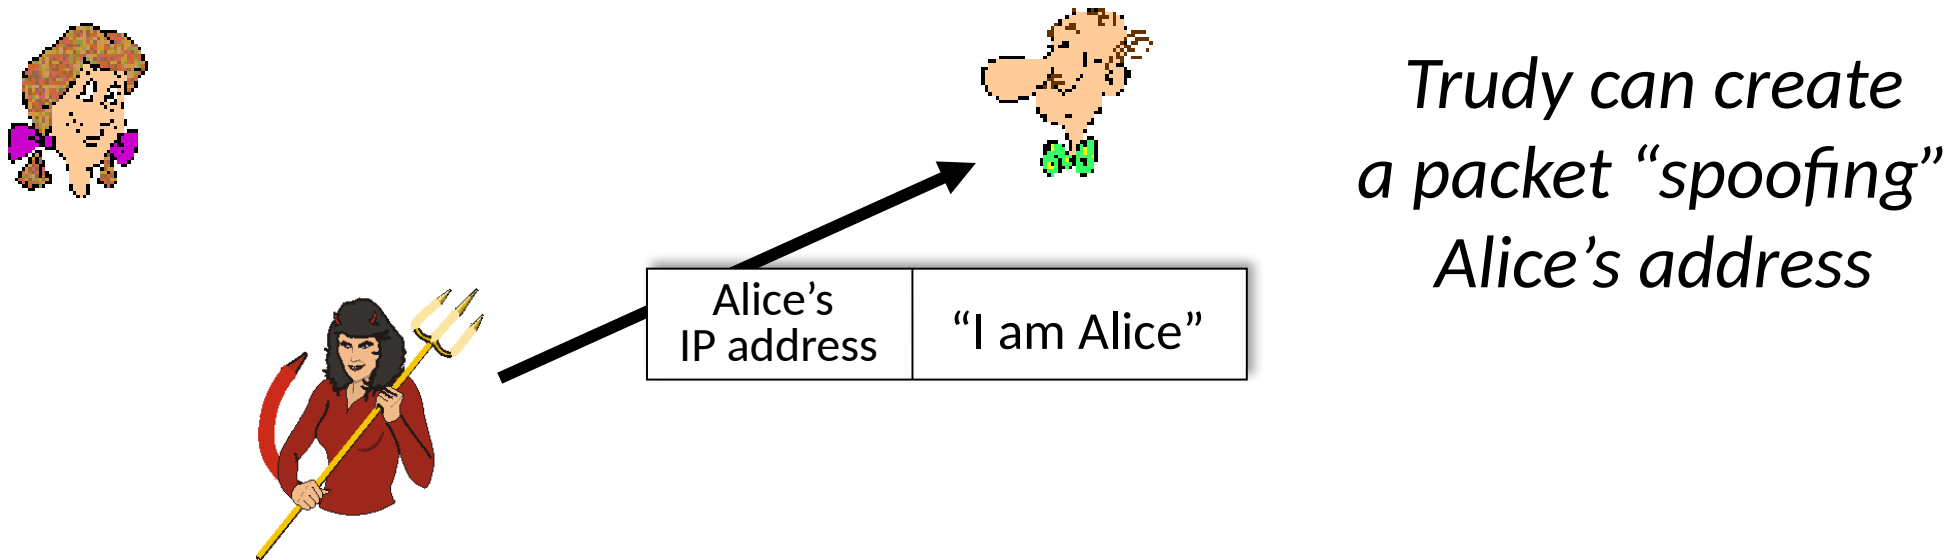 Trudy can create
a packet “spoofing”
Alice’s address
Alice’s
IP address
“I am Alice”